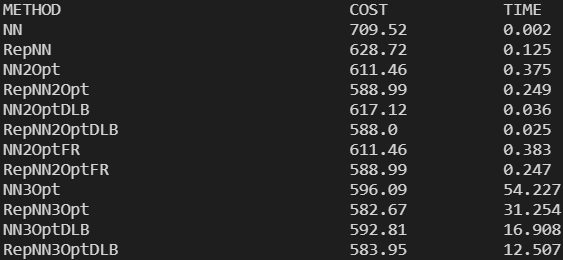 METHOD COST TIME
NN 709.52 0.002
RepNN 628.72 0.125
NN2Opt 611.46 0.375
RepNN2Opt 588.99 0.249
NN2OptDLB 617.12 0.036
RepNN2OptDLB 588.0 0.025
NN2OptFR 611.46 0.383
RepNN2OptFR 588.99 0.247
NN3Opt 596.09 54.227
RepNN3Opt 582.67 31.254
NN3OptDLB 592.81 16.908
RepNN3OptDLB 583.95 12.507